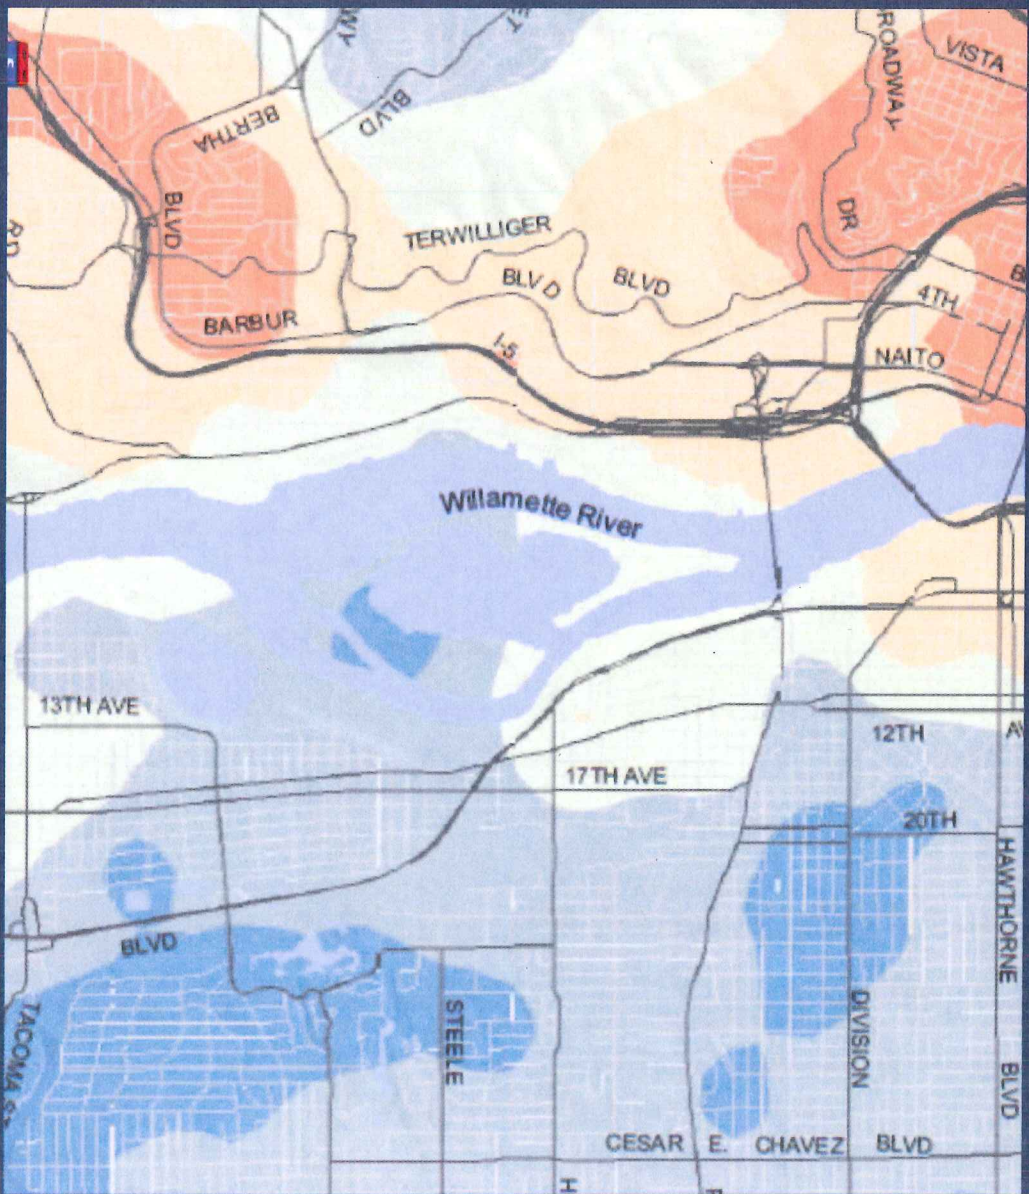 VISTA
BERTHA
BLVD
BLVD
DR
TERWILLIGER
BLVD
BLVD
4TH
BARBUR
I-5
NAITO
Willamette River
13TH AVE
12TH
17TH AVE
20TH
HAWTHORNE
BLVD
TACOMA
STEELE
DIVISION
BLVD
CESAR E. CHAVEZ BLVD